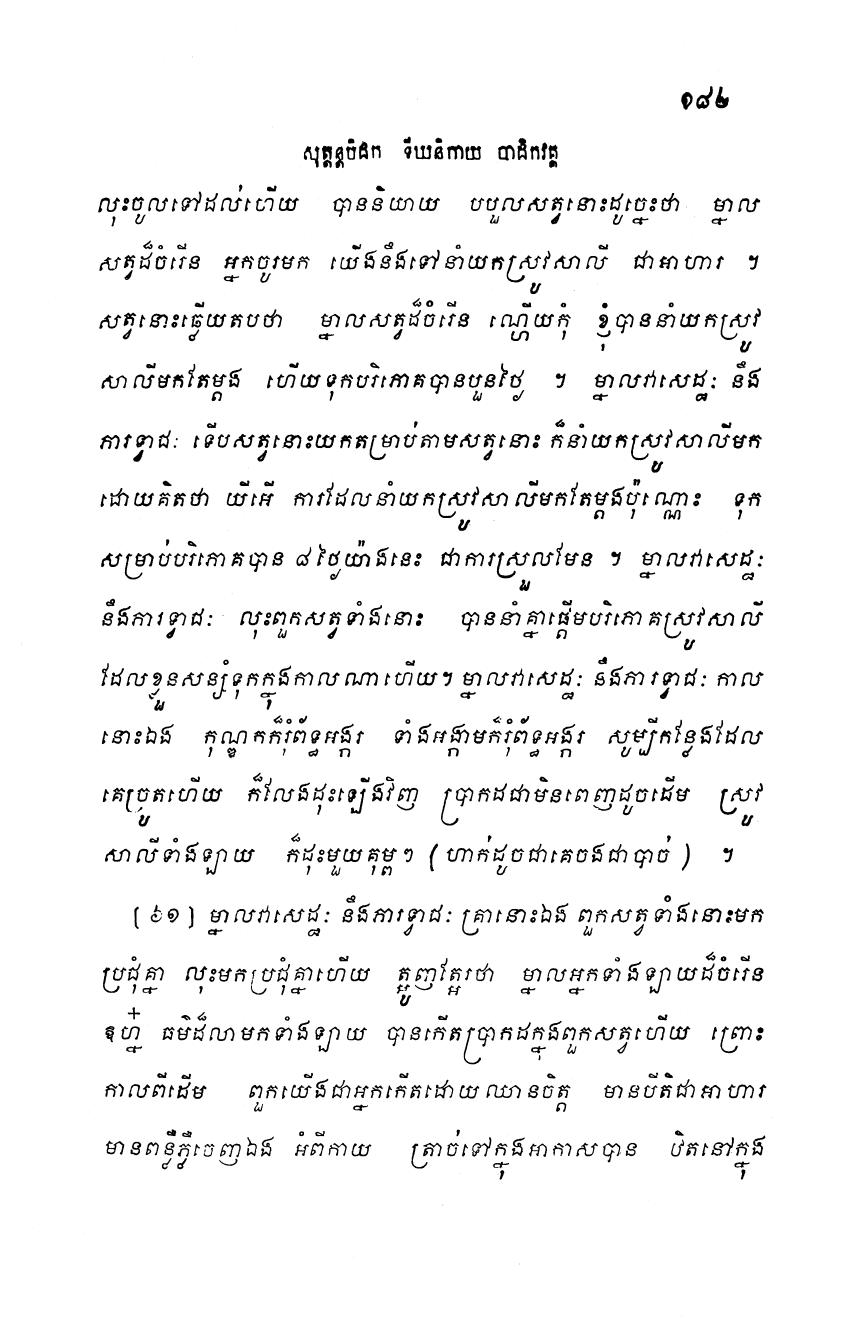 ១៨២
សុត្តន្តបិដក ទីឃនិកាយ បាដិកវគ្គ
លុះចូលទៅដល់ហើយ បាននិយាយ បបួលសត្វនោះដូច្នេះថា ម្នាល
សត្វដ៏ចំរើន អ្នកចូរមក យើងនឹងទៅនាំយកស្រូវសាលី ជាអាហារ ។
សត្វនោះឆ្លើយតបថា ម្នាលសត្វដ៏ចំរើន ណ្ហើយកុំ ខ្ញុំបាននាំយកស្រូវ
សាលីមកតែម្តង ហើយទុកបរិភោគបានបួនថ្ងៃ ។ ម្នាលវាសេដ្ឋៈ នឹង
ភារទ្វាជៈ ទើបសត្វនោះយកតម្រាប់តាមសត្វនោះ ក៏នាំយកស្រូវសាលីមក
ដោយគិតថា យីអើ ការដែលនាំយកស្រូវសាលីមកតែម្តងប៉ុណ្ណោះ ទុក
សម្រាប់បរិភោគបាន ៨ ថ្ងៃយ៉ាងនេះ ជាការស្រួលមែន ។ ម្នាលវាសេដ្ឋៈ
នឹងភារទ្វាជៈ លុះពួកសត្វទាំងនោះ បាននាំគ្នាផ្តើមបរិភោគស្រូវសាលី
ដែលខ្លួនសន្សំទុកក្នុងកាលណាហើយ។ ម្នាលវាសេដ្ឋៈ នឹងភារទ្វាជៈ កាល
នោះឯង កុណ្ឌកក៏រុំព័ទ្ធអង្ករ ទាំងអង្កាមក៏រុំព័ទ្ធអង្ករ សូម្បីកន្លែងដែល
គេច្រូតហើយ ក៏លែងដុះឡើងវិញ ប្រាកដជាមិនពេញដូចដើម ស្រូវ
សាលីទាំងឡាយ ក៏ដុះមួយគុម្ពៗ (ហាក់ដូចជាគេចងជាបាច់) ។
[៦១] ម្នាលវាសេដ្ឋៈ នឹងភារទ្វាជៈ គ្រានោះឯង ពួកសត្វទាំងនោះមក
ប្រជុំគ្នា លុះមកប្រជុំគ្នាហើយ ត្អូញត្អែរថា ម្នាលអ្នកទាំងឡាយដ៏ចំរើន
ឱហ្ន៎ ធម៌ដ៏លាមកទាំងឡាយ បានកើតប្រាកដក្នុងពួកសត្វហើយ ព្រោះ
កាលពីដើម ពួកយើងជាអ្នកកើតដោយឈានចិត្ត មានបីតិជាអាហារ
មានពន្លឺភ្លឺចេញឯង អំពីកាយ ត្រាច់ទៅក្នុងអាកាសបាន ឋិតនៅក្នុង